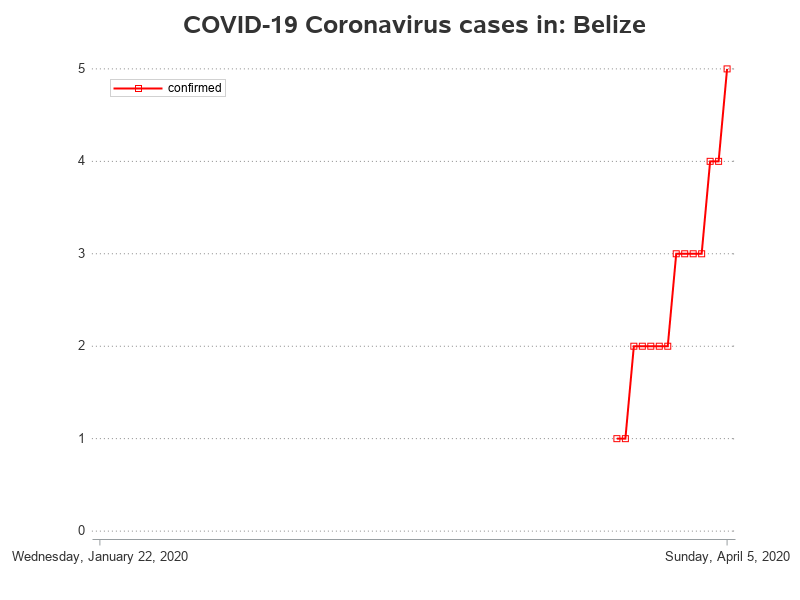 COVID-19 Coronavirus cases in: Belize
5
confirmed
4
3
2
1
0
Wednesday, January 22, 2020
Sunday, April 5, 2020